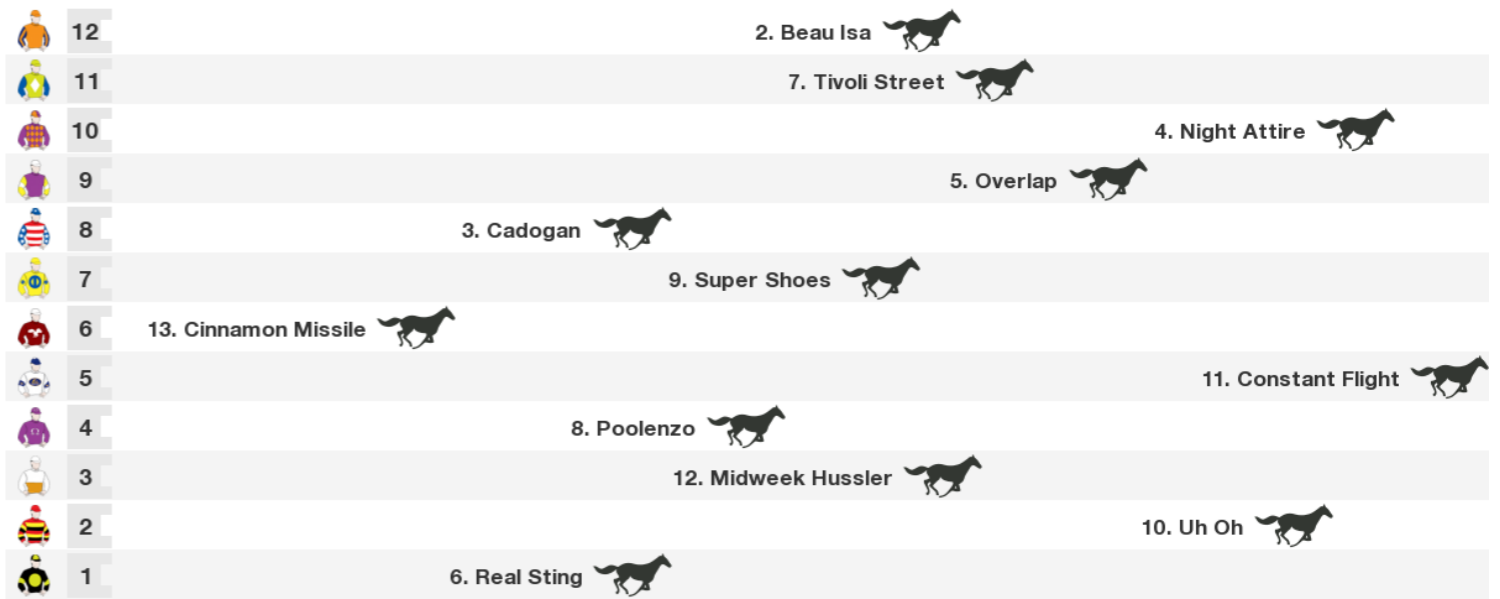 12 2. Beau Isa
11 7. Tivoli Street
10 4. Night Attire
9 5. Overlap
8 3. Cadogan
7 9. Super Shoes
6 13. Cinnamon Missile
5 11. Constant Flight
4 8. Poolenzo
3 12. Midweek Hussler
2 10. Uh Oh
1 6. Real Sting